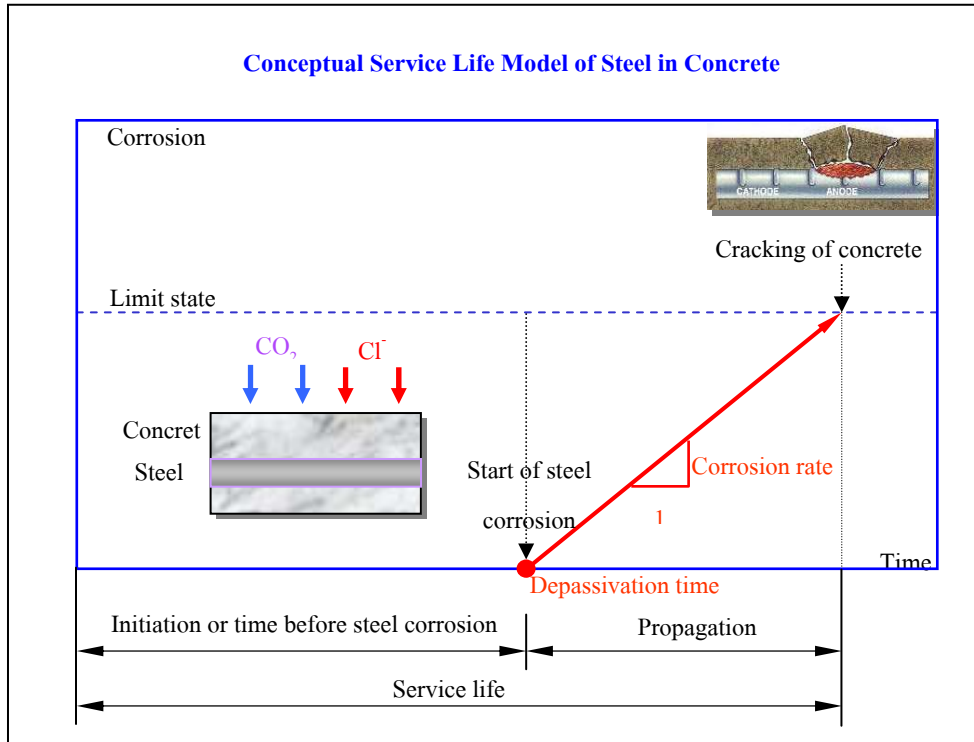 Conceptual Service Life Model of Steel in Concrete
Corrosion
CATHODE
ANODE
Cracking of concrete
Limit state
CO2
Cl-
Concret
Steel
Start of steel
corrosion
Corrosion rate
1
Time
Depassivation time
Initiation or time before steel corrosion
Propagation
Service life